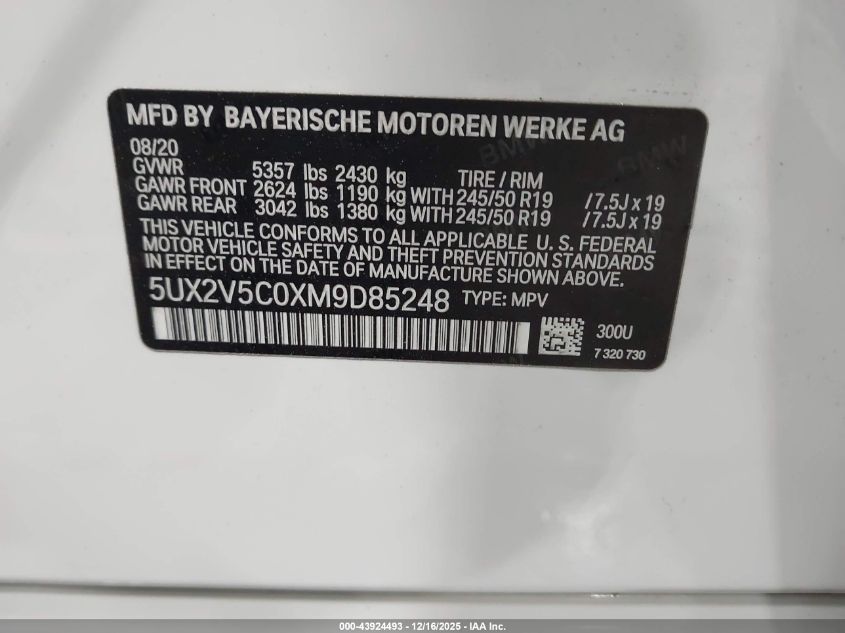 MFD BY BAYERISCHE MOTOREN WERKE AG
08/20
GVWR 5357 lbs 2430 kg TIRE / RIM
GAWR FRONT 2624 lbs 1190 kg WITH 245/50 R19 / 7.5J x 19
GAWR REAR 3042 lbs 1380 kg WITH 245/50 R19 / 7.5J x 19
THIS VEHICLE CONFORMS TO ALL APPLICABLE U. S. FEDERAL
MOTOR VEHICLE SAFETY AND THEFT PREVENTION STANDARDS
IN EFFECT ON THE DATE OF MANUFACTURE SHOWN ABOVE.
5UX2V5C0XM9D85248 TYPE: MPV
300U
7 320 730
BMW
BMW
000-43924493 - 12/16/2025 - IAA Inc.